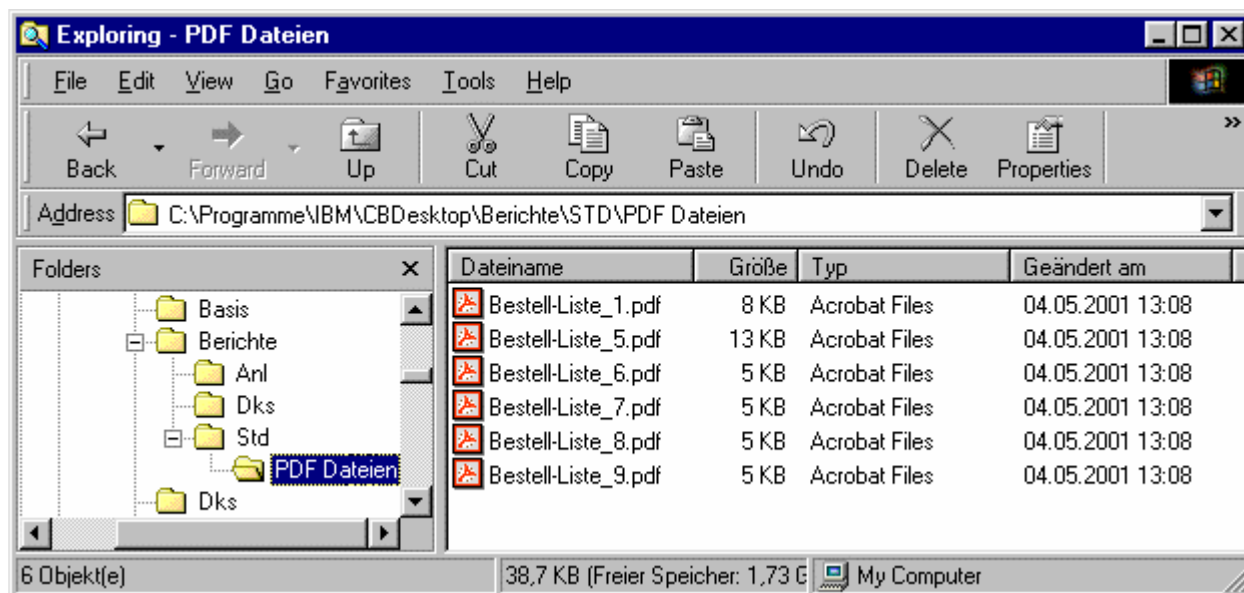 Exploring - PDF Dateien
File Edit View Go Favorites Tools Help
Back Forward Up Cut Copy Paste Undo Delete Properties »
Address C:\Programme\IBM\CBDesktop\Berichte\STD\PDF Dateien
Folders
Basis
Berichte
Anl
Dks
Std
PDF Dateien
Dks
Dateiname Größe Typ Geändert am
Bestell-Liste_1.pdf 8 KB Acrobat Files 04.05.2001 13:08
Bestell-Liste_5.pdf 13 KB Acrobat Files 04.05.2001 13:08
Bestell-Liste_6.pdf 5 KB Acrobat Files 04.05.2001 13:08
Bestell-Liste_7.pdf 5 KB Acrobat Files 04.05.2001 13:08
Bestell-Liste_8.pdf 5 KB Acrobat Files 04.05.2001 13:08
Bestell-Liste_9.pdf 5 KB Acrobat Files 04.05.2001 13:08
6 Objekt(e) 38,7 KB (Freier Speicher: 1,73 G My Computer